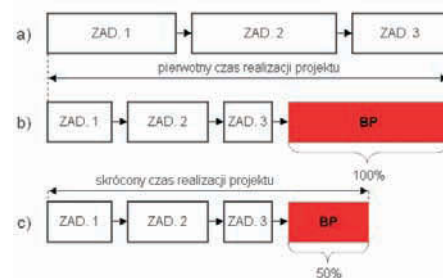 a) ZAD. 1 ZAD. 2 ZAD. 3
pierwotny czas realizacji projektu
b) ZAD. 1 ZAD. 2 ZAD. 3 BP
100%
skrócony czas realizacji projektu
c) ZAD. 1 ZAD. 2 ZAD. 3 BP
50%